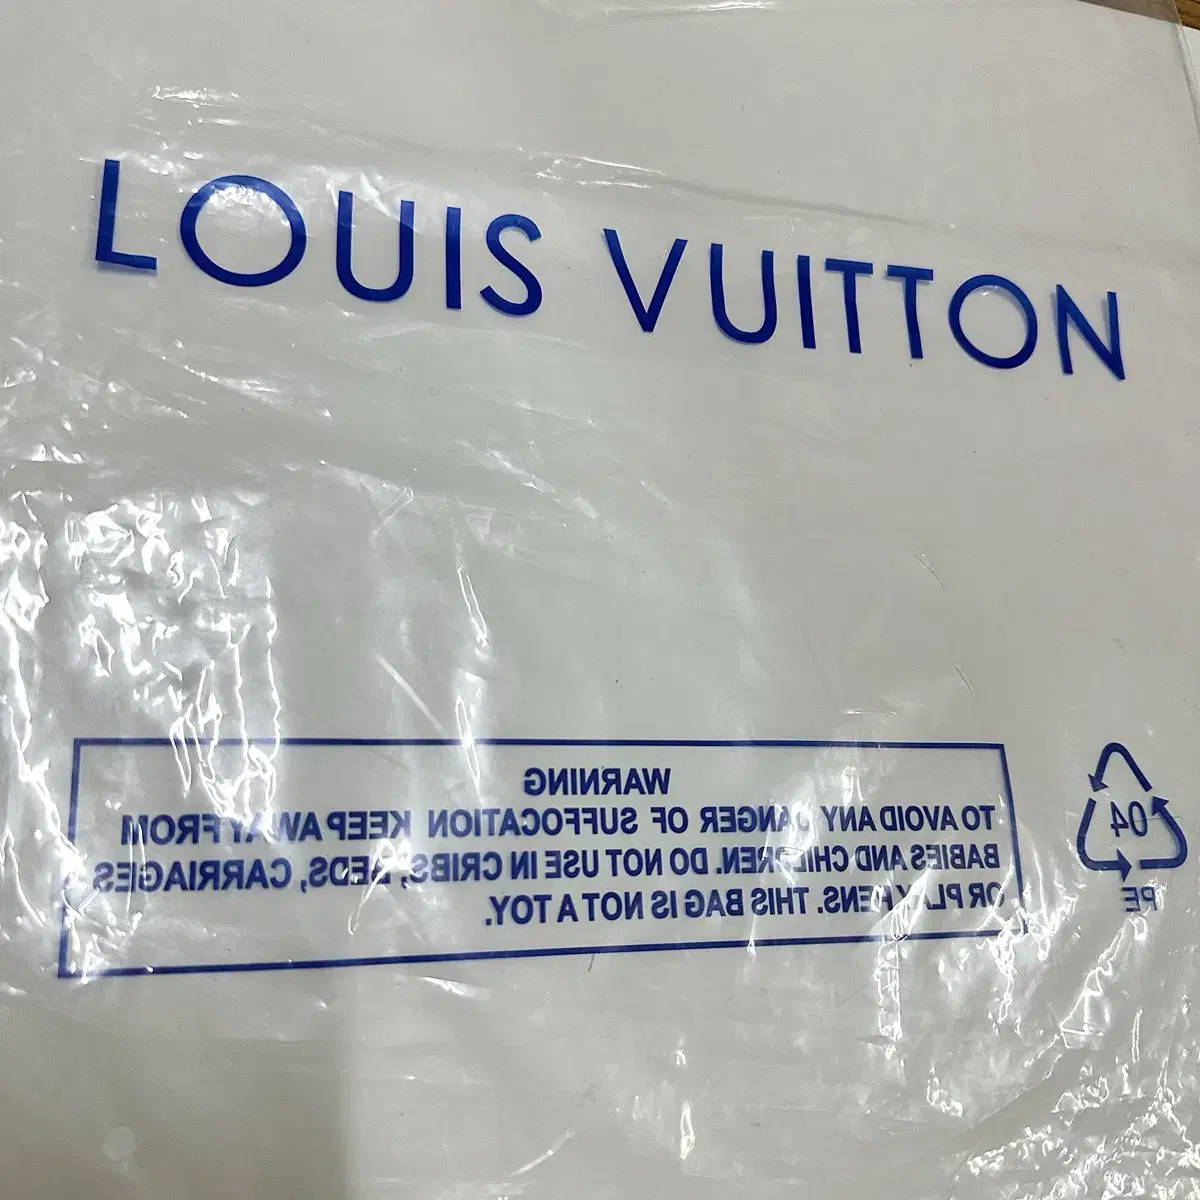 LOUIS VUITTON
WARNING
TO AVOID ANY DANGER OF SUFFOCATION KEEP AWAY FROM
BABIES AND CHILDREN. DO NOT USE IN CRIBS, BEDS, CARRIAGES
OR PLAY PENS. THIS BAG IS NOT A TOY.
04
PE